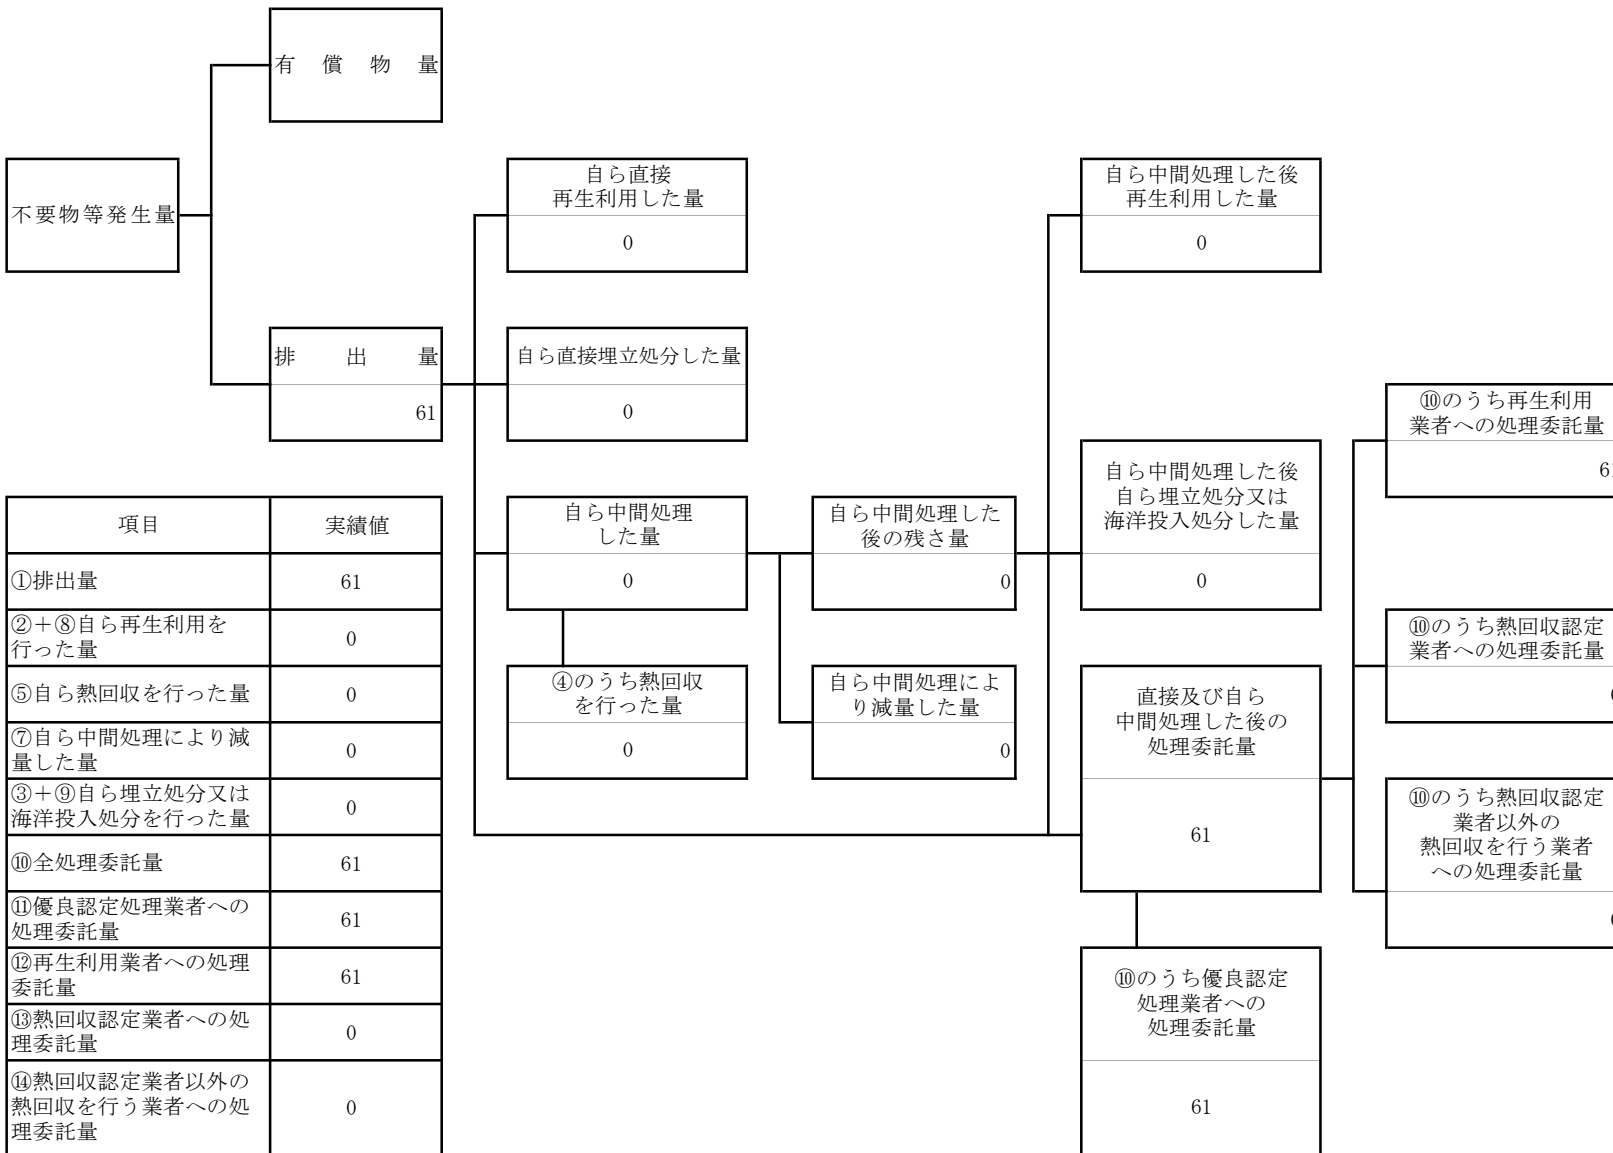 有償物量
不要物等発生量
排出量
61
自ら直接
再生利用した量
0
自ら直接埋立処分した量
0
自ら中間処理
した量
0
④のうち熱回収
を行った量
0
自ら中間処理した
後の残さ量
0
自ら中間処理によ
り減量した量
0
自ら中間処理した後
再生利用した量
0
自ら中間処理した後
自ら埋立処分又は
海洋投入処分した量
0
直接及び自ら
中間処理した後の
処理委託量
61
⑩のうち優良認定
処理業者への
処理委託量
61
⑩のうち再生利用
業者への処理委託量
⑩のうち熱回収認定
業者への処理委託量
⑩のうち熱回収認定
業者以外の
熱回収を行う業者
への処理委託量
項目 実績値
①排出量 61
②+⑧自ら再生利用を
行った量 0
⑤自ら熱回収を行った量 0
⑦自ら中間処理により減
量した量 0
③+⑨自ら埋立処分又は
海洋投入処分を行った量 0
⑩全処理委託量 61
⑪優良認定処理業者への
処理委託量 61
⑫再生利用業者への処理
委託量 61
⑬熱回収認定業者への処
理委託量 0
⑭熱回収認定業者以外の
熱回収を行う業者への処
理委託量 0